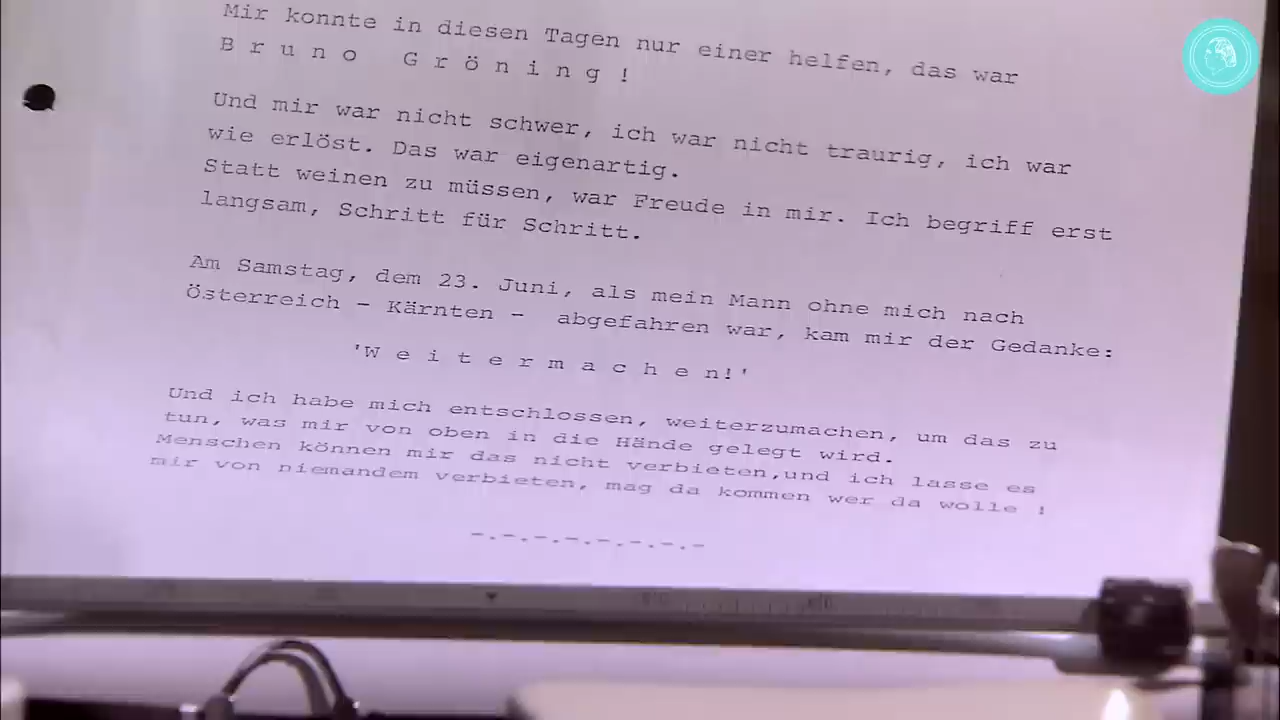 Mir konnte in diesen Tagen nur einer helfen, das war
B r u n o  G r ö n i n g !
Und mir war nicht schwer, ich war nicht traurig, ich war
wie erlöst. Das war eigenartig.
Statt weinen zu müssen, war Freude in mir. Ich begriff erst
langsam, Schritt für Schritt.
Am Samstag, dem 23. Juni, als mein Mann ohne mich nach
Österreich - Kärnten -  abgefahren war, kam mir der Gedanke:
'W e i t e r m a c h e n!'
Und ich habe mich entschlossen, weiterzumachen, um das zu
tun, was mir von oben in die Hände gelegt wird.
Menschen können mir das nicht verbieten,und ich lasse es
mir von niemandem verbieten, mag da kommen wer da wolle !
-.-.-.-.-.-.-.-